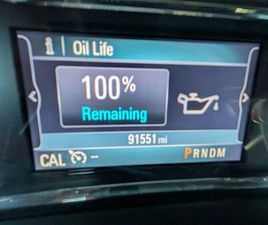 i Oil Life
100%
Remaining
91551 mi
CAL -- PRNDM